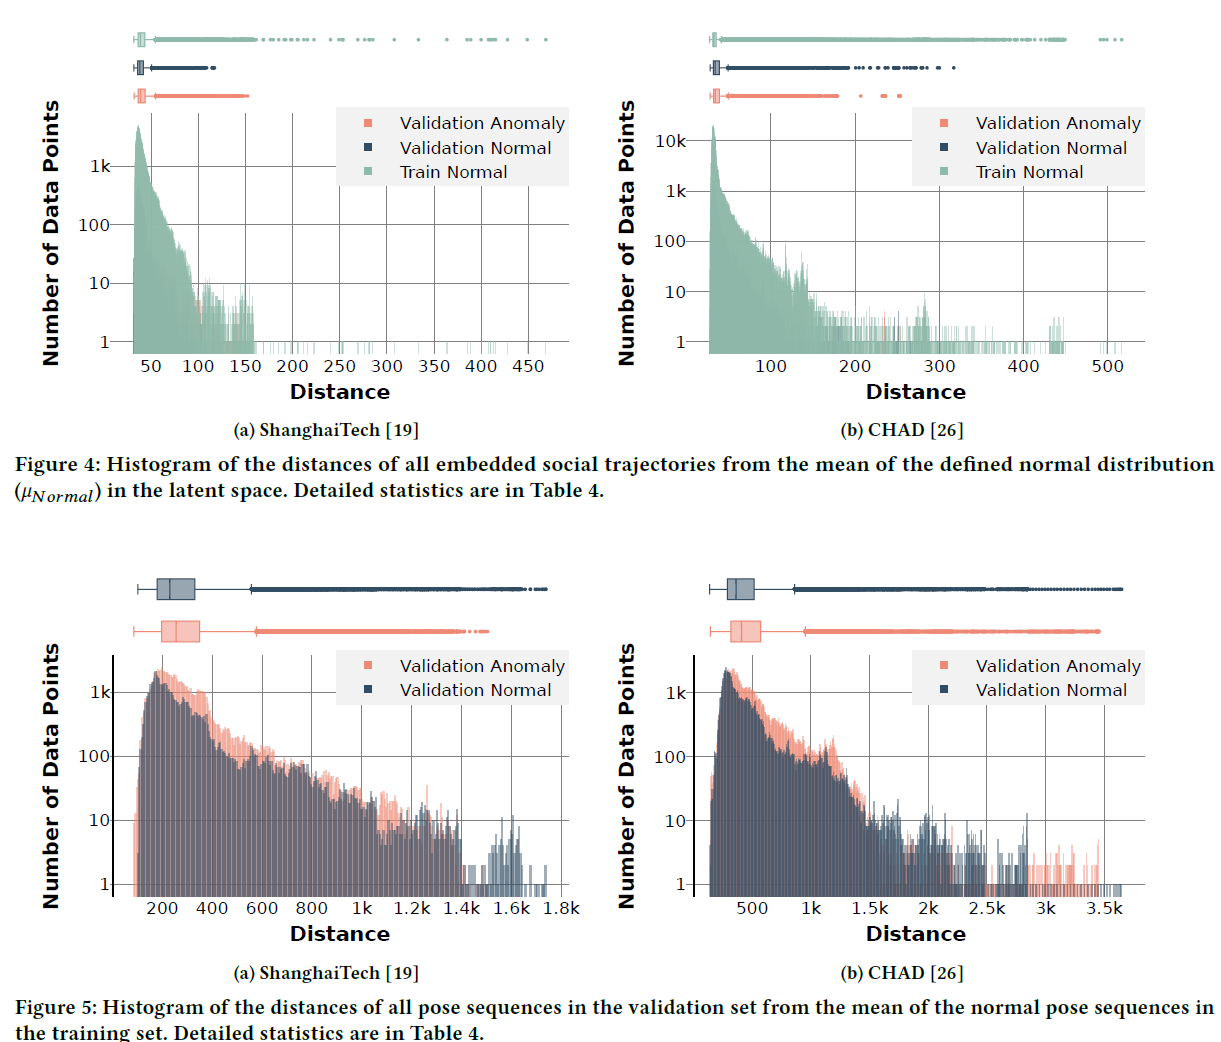 Number of Data Points
1k
100
10
1
Validation Anomaly
Validation Normal
Train Normal
50 100 150 200 250 300 350 400 450
Distance
(a) ShanghaiTech [19]
Number of Data Points
10k
1k
100
10
1
Validation Anomaly
Validation Normal
Train Normal
100 200 300 400 500
Distance
(b) CHAD [26]
Figure 4: Histogram of the distances of all embedded social trajectories from the mean of the defined normal distribution
(μNormal) in the latent space. Detailed statistics are in Table 4.
Number of Data Points
1k
100
10
1
Validation Anomaly
Validation Normal
200 400 600 800 1k 1.2k 1.4k 1.6k 1.8k
Distance
(a) ShanghaiTech [19]
Number of Data Points
1k
100
10
1
Validation Anomaly
Validation Normal
500 1k 1.5k 2k 2.5k 3k 3.5k
Distance
(b) CHAD [26]
Figure 5: Histogram of the distances of all pose sequences in the validation set from the mean of the normal pose sequences in
the training set. Detailed statistics are in Table 4.